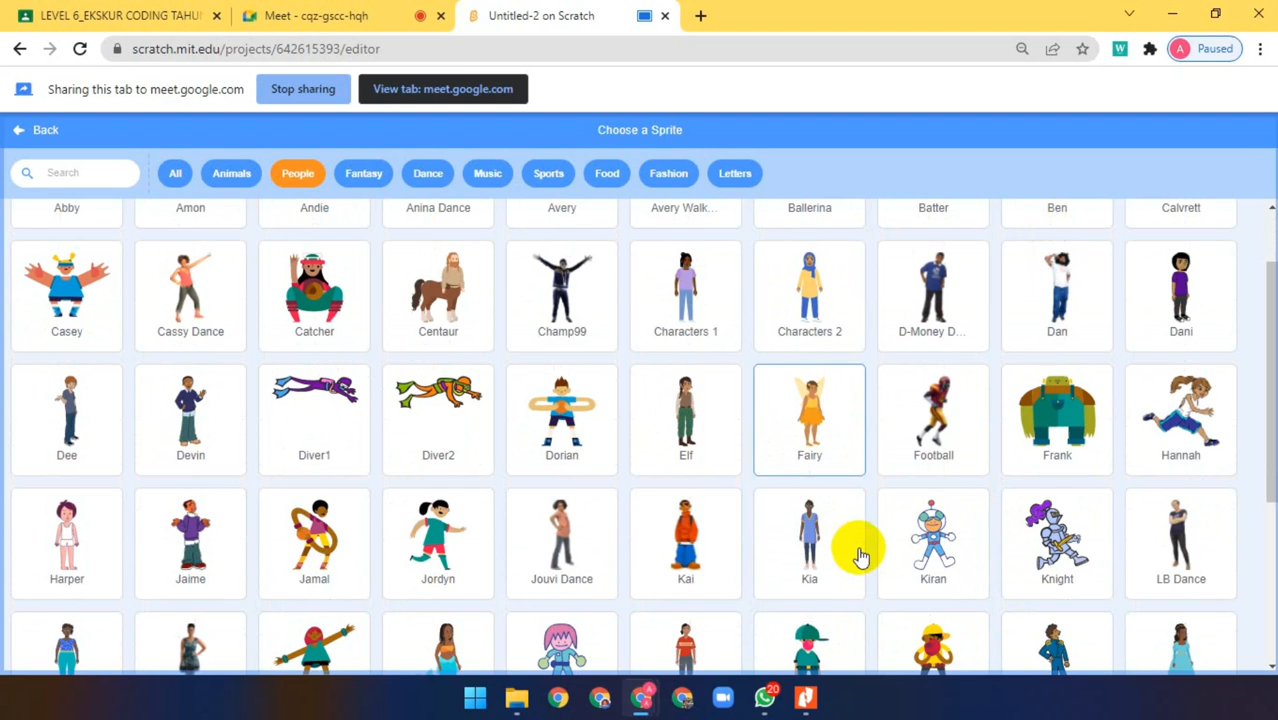 LEVEL 6_EKSKUR CODING TAHU
Meet - cqz-gscc-hqh
Untitled-2 on Scratch
scratch.mit.edu/projects/642615393/editor
W
A
Paused
Sharing this tab to meet.google.com
Stop sharing
View tab: meet.google.com
Back
Choose a Sprite
Search
All
Animals
People
Fantasy
Dance
Music
Sports
Food
Fashion
Letters
Abby
Amon
Andie
Anina Dance
Avery
Avery Walk...
Ballerina
Batter
Ben
Calvrett
Casey
Cassy Dance
Catcher
Centaur
Champ99
Characters 1
Characters 2
D-Money D...
Dan
Dani
Dee
Devin
Diver1
Diver2
Dorian
Elf
Fairy
Football
Frank
Hannah
Harper
Jaime
Jamal
Jordyn
Jouvi Dance
Kai
Kia
Kiran
Knight
LB Dance
20